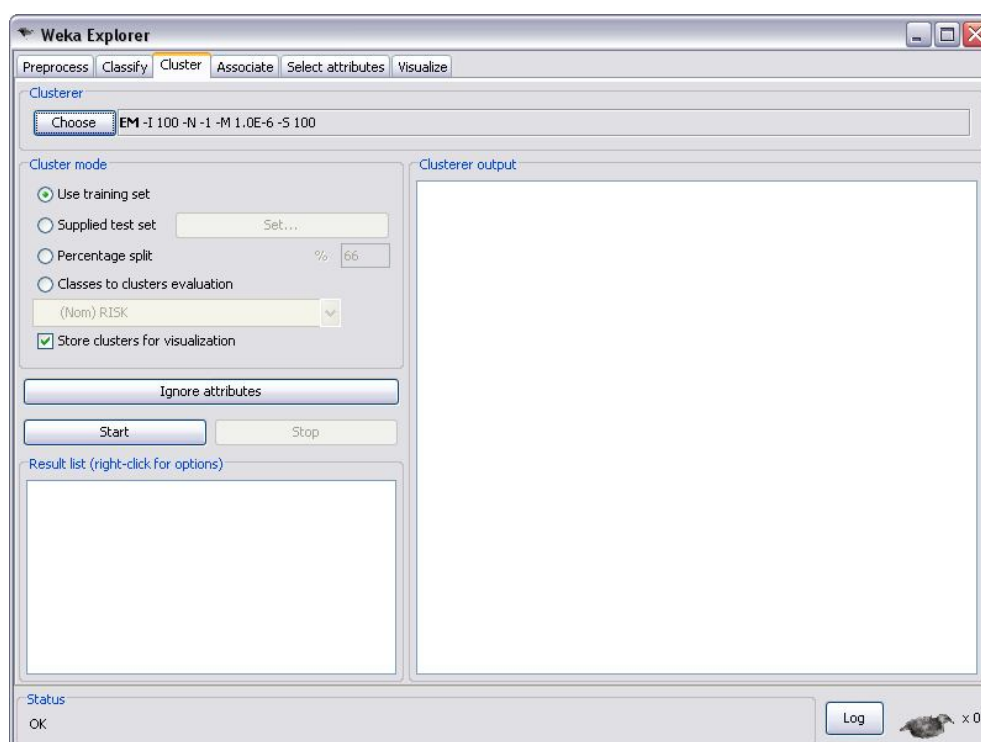 Weka Explorer
Preprocess Classify Cluster Associate Select attributes Visualize
Clusterer
Choose EM -I 100 -N -1 -M 1.0E-6 -S 100
Cluster mode
Use training set
Supplied test set Set...
Percentage split % 66
Classes to clusters evaluation
(Nom) RISK
Store clusters for visualization
Ignore attributes
Start Stop
Result list (right-click for options)
Clusterer output
Status
OK
Log x 0